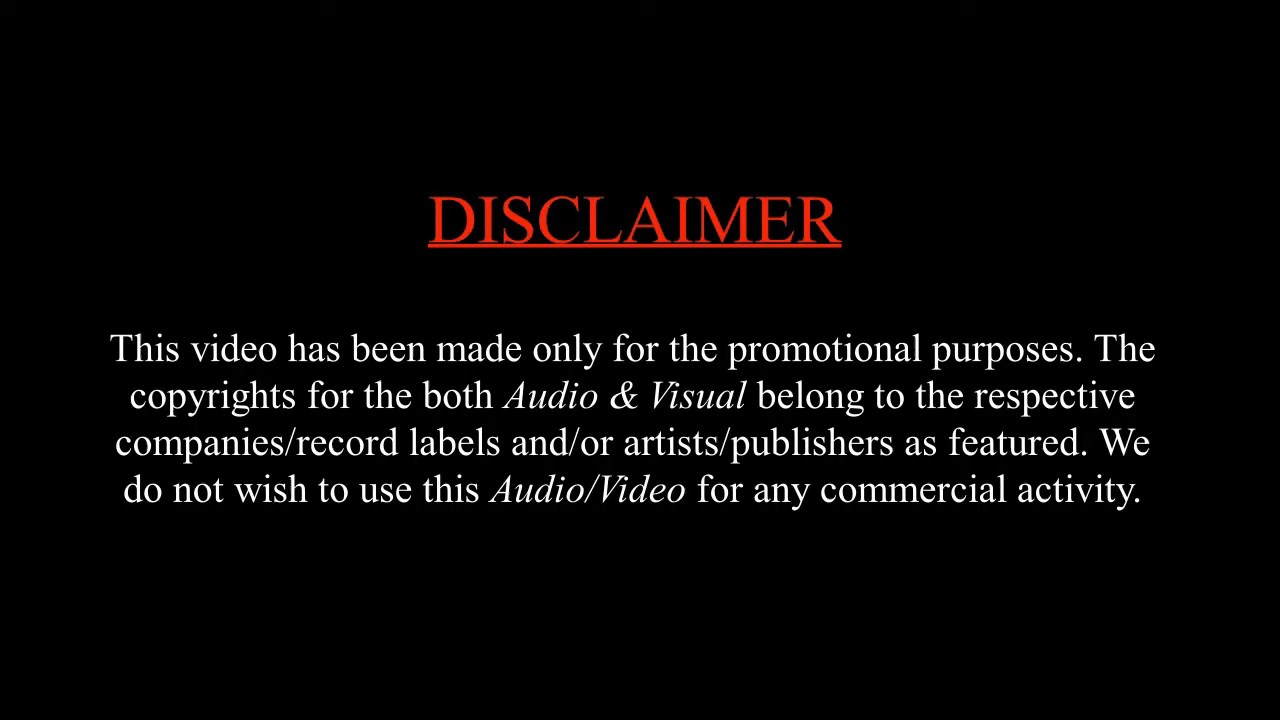 DISCLAIMER
This video has been made only for the promotional purposes. The
copyrights for the both Audio & Visual belong to the respective
companies/record labels and/or artists/publishers as featured. We
do not wish to use this Audio/Video for any commercial activity.